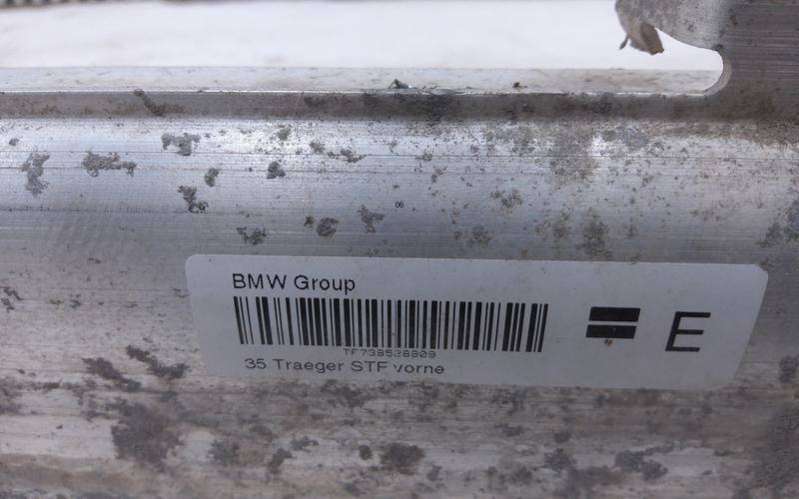 BMW Group
TF738528809
35 Traeger STF vorne
= E